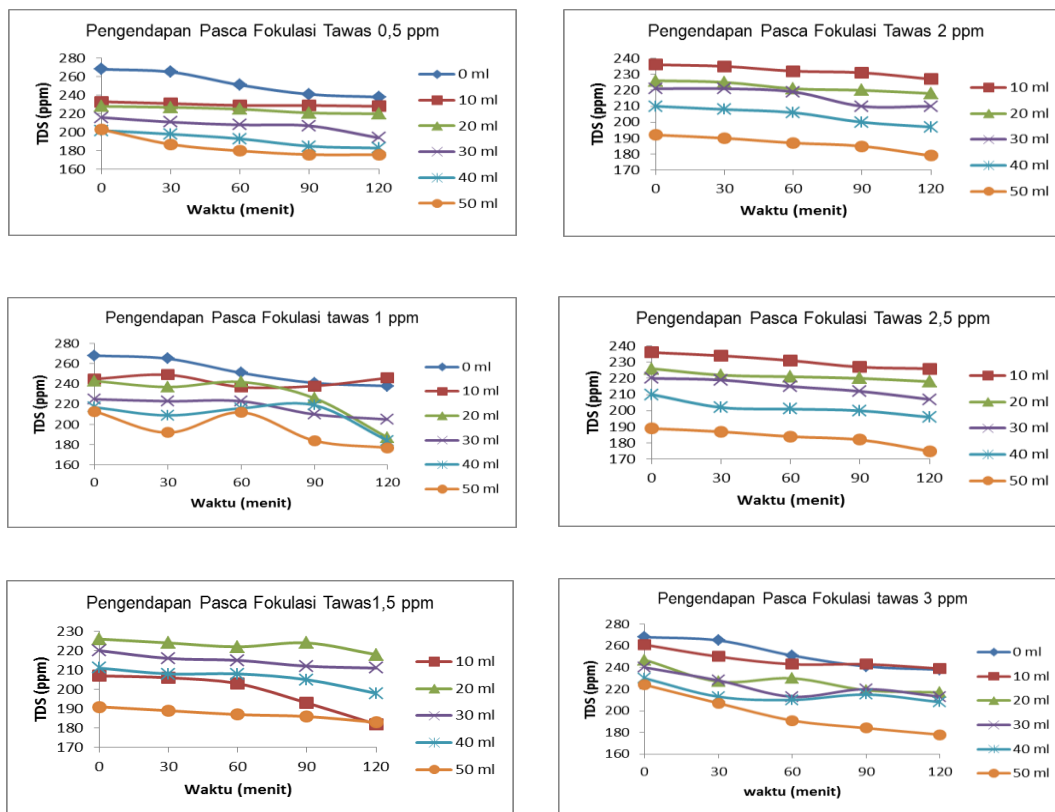 Pengendapan Pasca Fokulasi Tawas 0,5 ppm
280
260
240
220
200
180
160
TDS (ppm)
0 30 60 90 120
Waktu (menit)
0 ml
10 ml
20 ml
30 ml
40 ml
50 ml
Pengendapan Pasca Fokulasi Tawas 2 ppm
240
230
220
210
200
190
180
170
TDS (ppm)
0 30 60 90 120
Waktu (menit)
10 ml
20 ml
30 ml
40 ml
50 ml
Pengendapan Pasca Fokulasi tawas 1 ppm
280
260
240
220
200
180
160
TDS (ppm)
0 30 60 90 120
Waktu (menit)
0 ml
10 ml
20 ml
30 ml
40 ml
50 ml
Pengendapan Pasca Fokulasi Tawas 2,5 ppm
240
230
220
210
200
190
180
170
TDS (ppm)
0 30 60 90 120
Waktu (menit)
10 ml
20 ml
30 ml
40 ml
50 ml
Pengendapan Pasca Fokulasi Tawas1,5 ppm
230
220
210
200
190
180
170
TDS (ppm)
0 30 60 90 120
Waktu (menit)
10 ml
20 ml
30 ml
40 ml
50 ml
Pengendapan Pasca Fokulasi tawas 3 ppm
280
260
240
220
200
180
160
TDS (ppm)
0 30 60 90 120
waktu (menit)
0 ml
10 ml
20 ml
30 ml
40 ml
50 ml